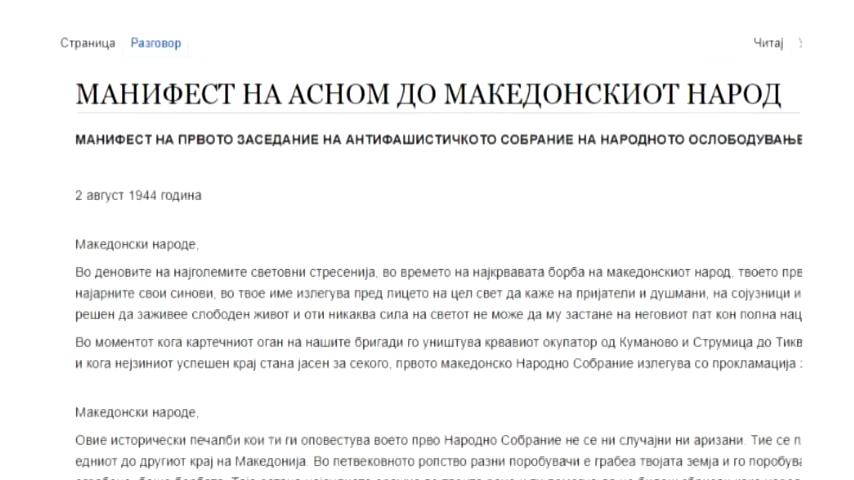 Страница Разговор Читај
МАНИФЕСТ НА АСНОМ ДО МАКЕДОНСКИОТ НАРОД
МАНИФЕСТ НА ПРВОТО ЗАСЕДАНИЕ НА АНТИФАШИСТИЧКОТО СОБРАНИЕ НА НАРОДНОТО ОСЛОБОДУВАЊЕ
2 август 1944 година
Македонски народе,
Во деновите на најголемите световни стресенија, во времето на најкрвавата борба на македонскиот народ, твоето прв
најарните свои синови, во твое име излегува пред лицето на цел свет да каже на пријатели и душмани, на сојузници и
решен да заживее слободен живот и оти никаква сила на светот не може да му застане на неговиот пат кон полна нац
Во моментот кога картечниот оган на нашите бригади го уништува крвавиот окупатор од Куманово и Струмица до Тикв
и кога нејзиниот успешен крај стана јасен за секого, првото македонско Народно Собрание излегува со прокламација
Македонски народе,
Овие исторически печалби кои ти ги оповестува воето прво Народно Собрание не се ни случајни ни аризани. Тие се п
едниот до другиот крај на Македонија. Во петвековното ропство разни поробувачи е грабеа твојата земја и го поробува